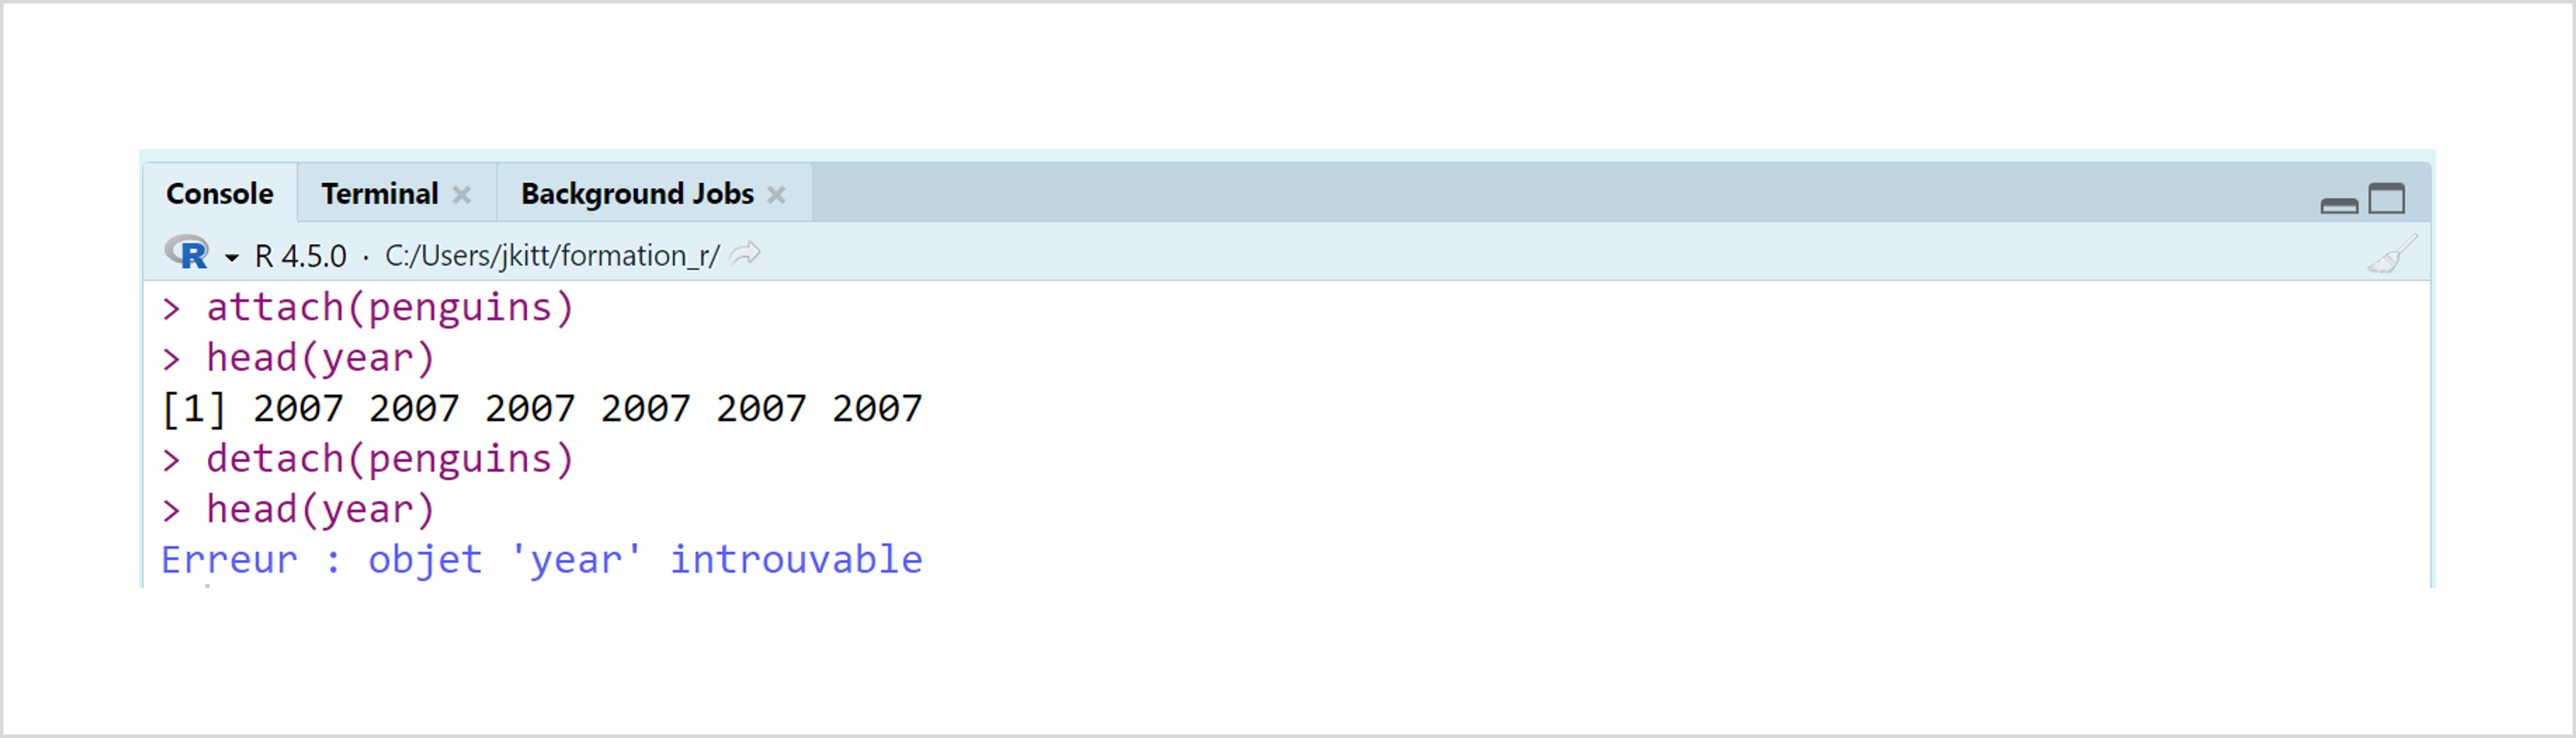 Console Terminal Background Jobs
R R 4.5.0 · C:/Users/jkitt/formation_r/
> attach(penguins)
> head(year)
[1] 2007 2007 2007 2007 2007 2007
> detach(penguins)
> head(year)
Erreur : objet 'year' introuvable